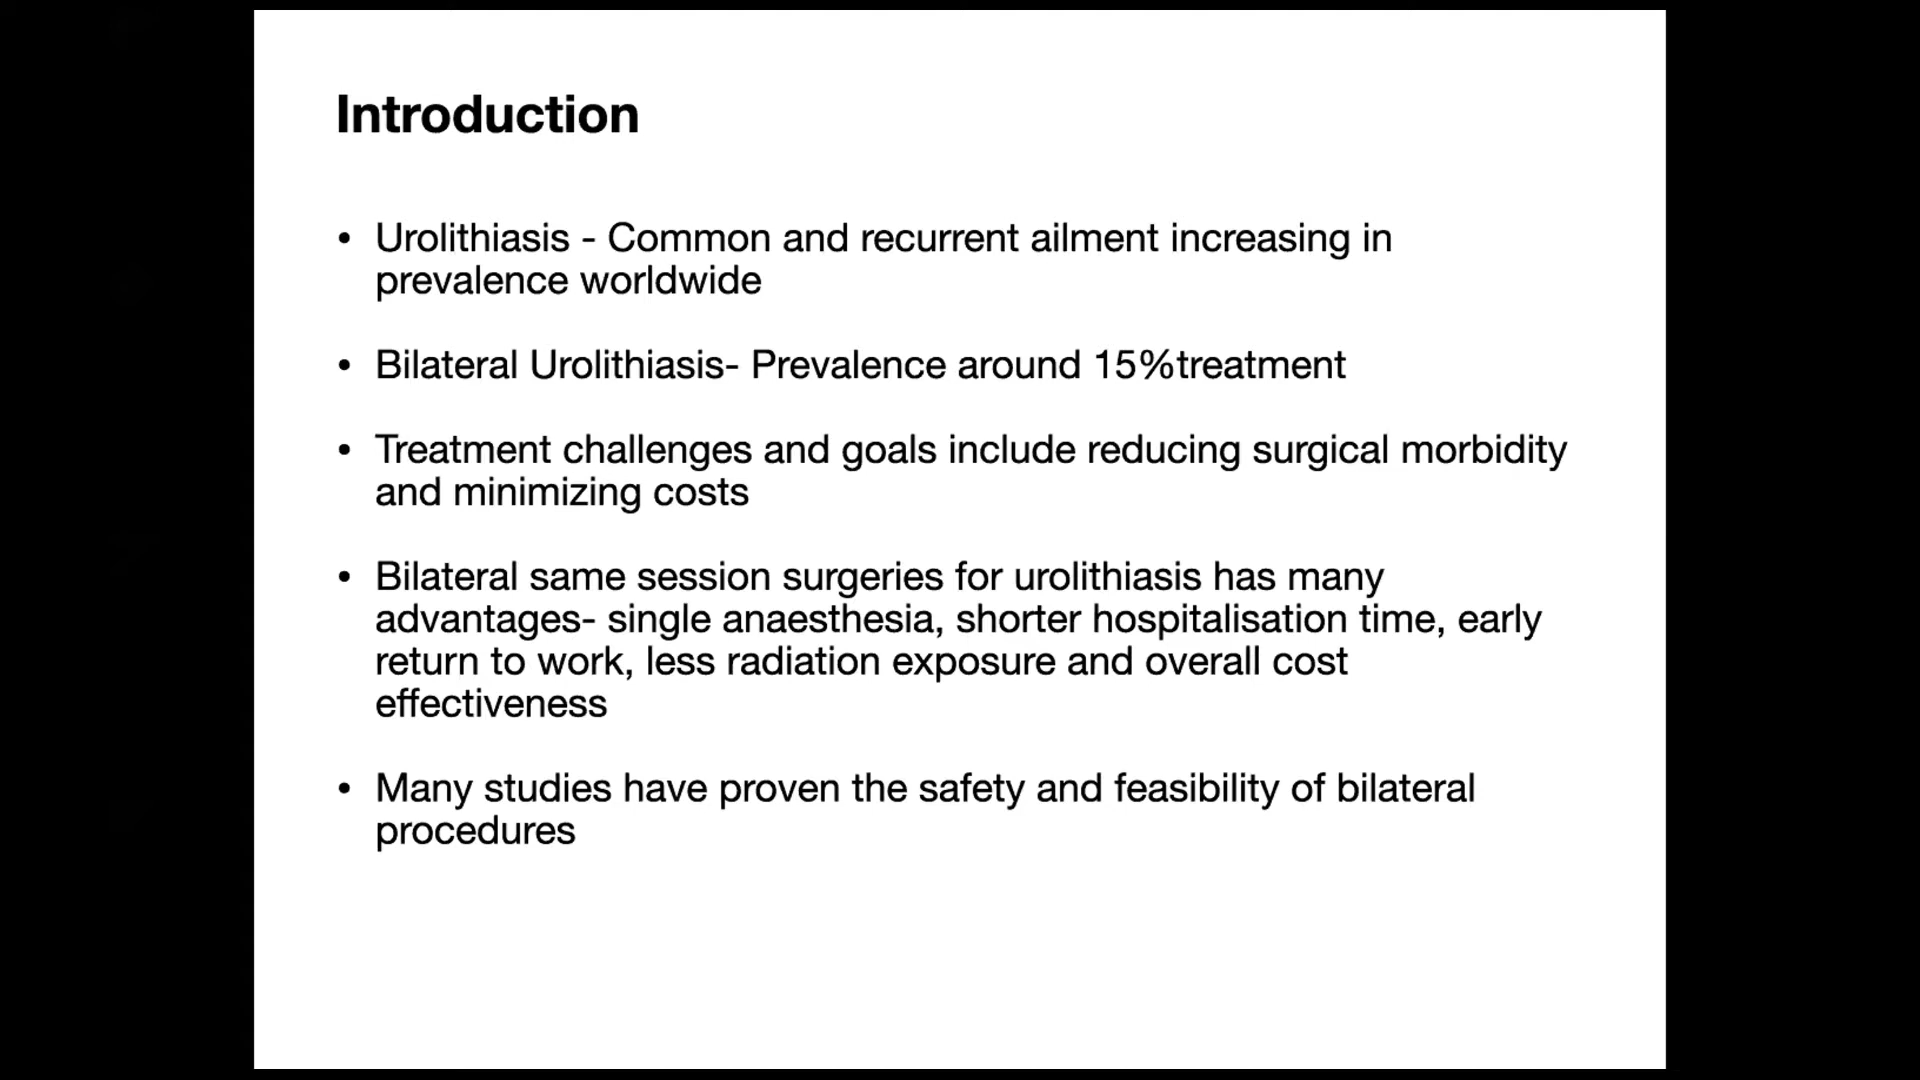 Introduction
• Urolithiasis - Common and recurrent ailment increasing in
prevalence worldwide
• Bilateral Urolithiasis- Prevalence around 15%treatment
• Treatment challenges and goals include reducing surgical morbidity
and minimizing costs
• Bilateral same session surgeries for urolithiasis has many
advantages- single anaesthesia, shorter hospitalisation time, early
return to work, less radiation exposure and overall cost
effectiveness
• Many studies have proven the safety and feasibility of bilateral
procedures